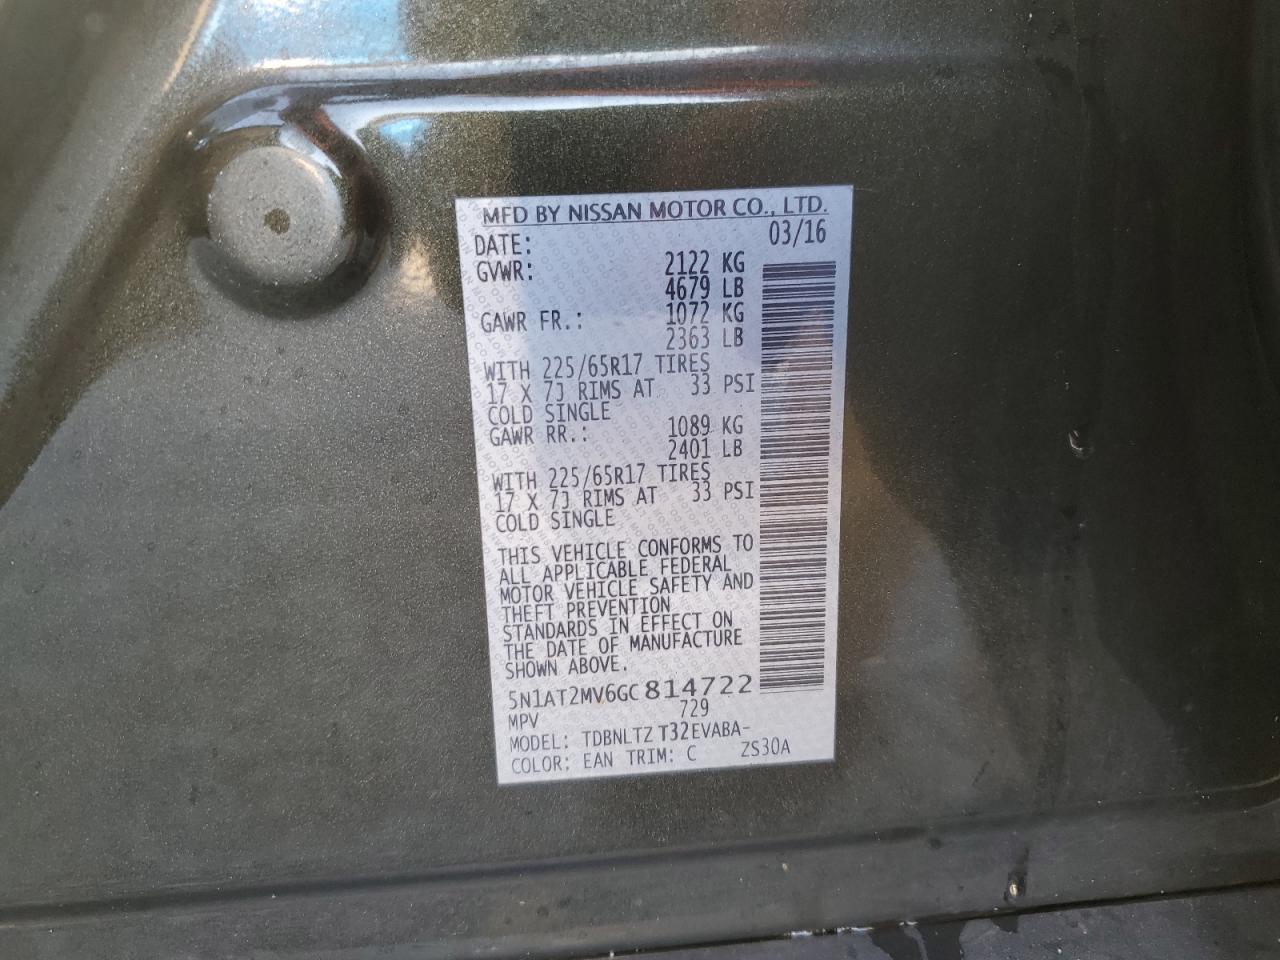 MFD BY NISSAN MOTOR CO., LTD.
DATE: 03/16
GVWR: 2122 KG
4679 LB
GAWR FR.: 1072 KG
2363 LB
WITH 225/65R17 TIRES
17 X 7J RIMS AT 33 PSI
COLD SINGLE
GAWR RR.: 1089 KG
2401 LB
WITH 225/65R17 TIRES
17 X 7J RIMS AT 33 PSI
COLD SINGLE
THIS VEHICLE CONFORMS TO
ALL APPLICABLE FEDERAL
MOTOR VEHICLE SAFETY AND
THEFT PREVENTION
STANDARDS IN EFFECT ON
THE DATE OF MANUFACTURE
SHOWN ABOVE.
5N1AT2MV6GC814722
MPV 729
MODEL: TDBNLTZ T32EVABA-
COLOR: EAN TRIM: C ZS30A